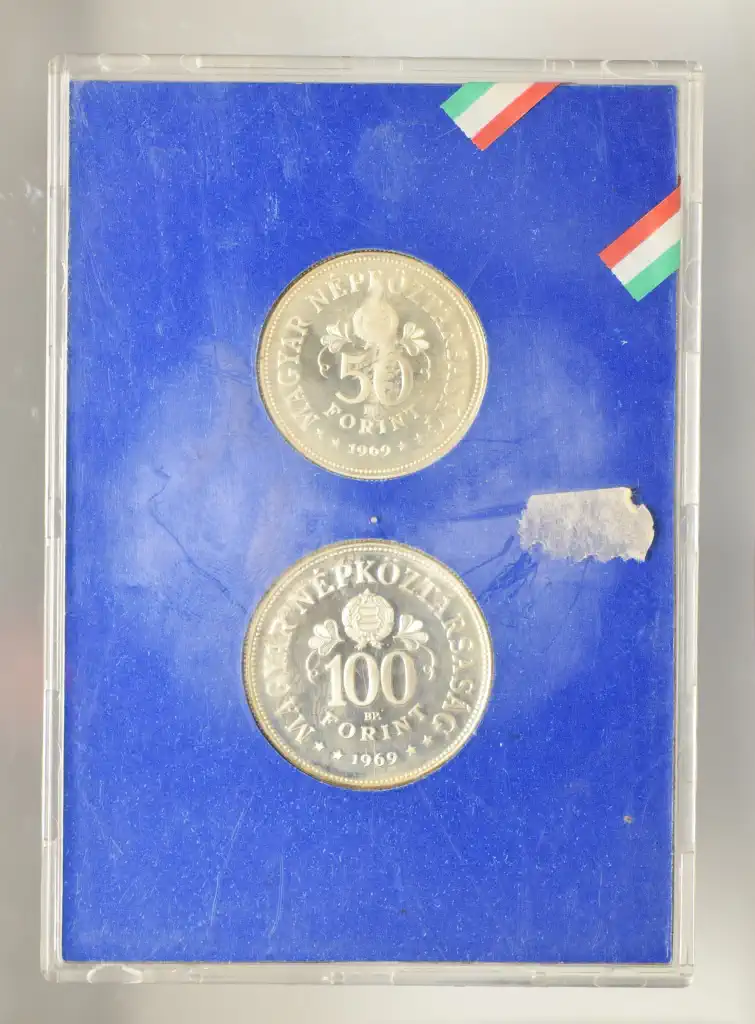 MAGYAR NÉPKÖZTÁRSASÁG
50
BP.
FORINT
1969
MAGYAR NÉPKÖZTÁRSASÁG
100
BP.
FORINT
1969